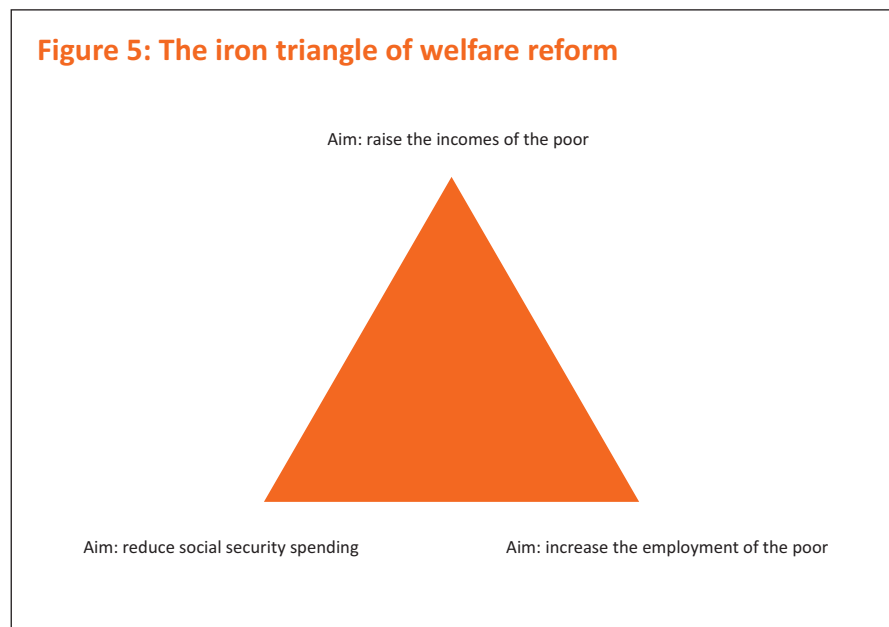 Figure 5: The iron triangle of welfare reform
Aim: raise the incomes of the poor
Aim: reduce social security spending
Aim: increase the employment of the poor